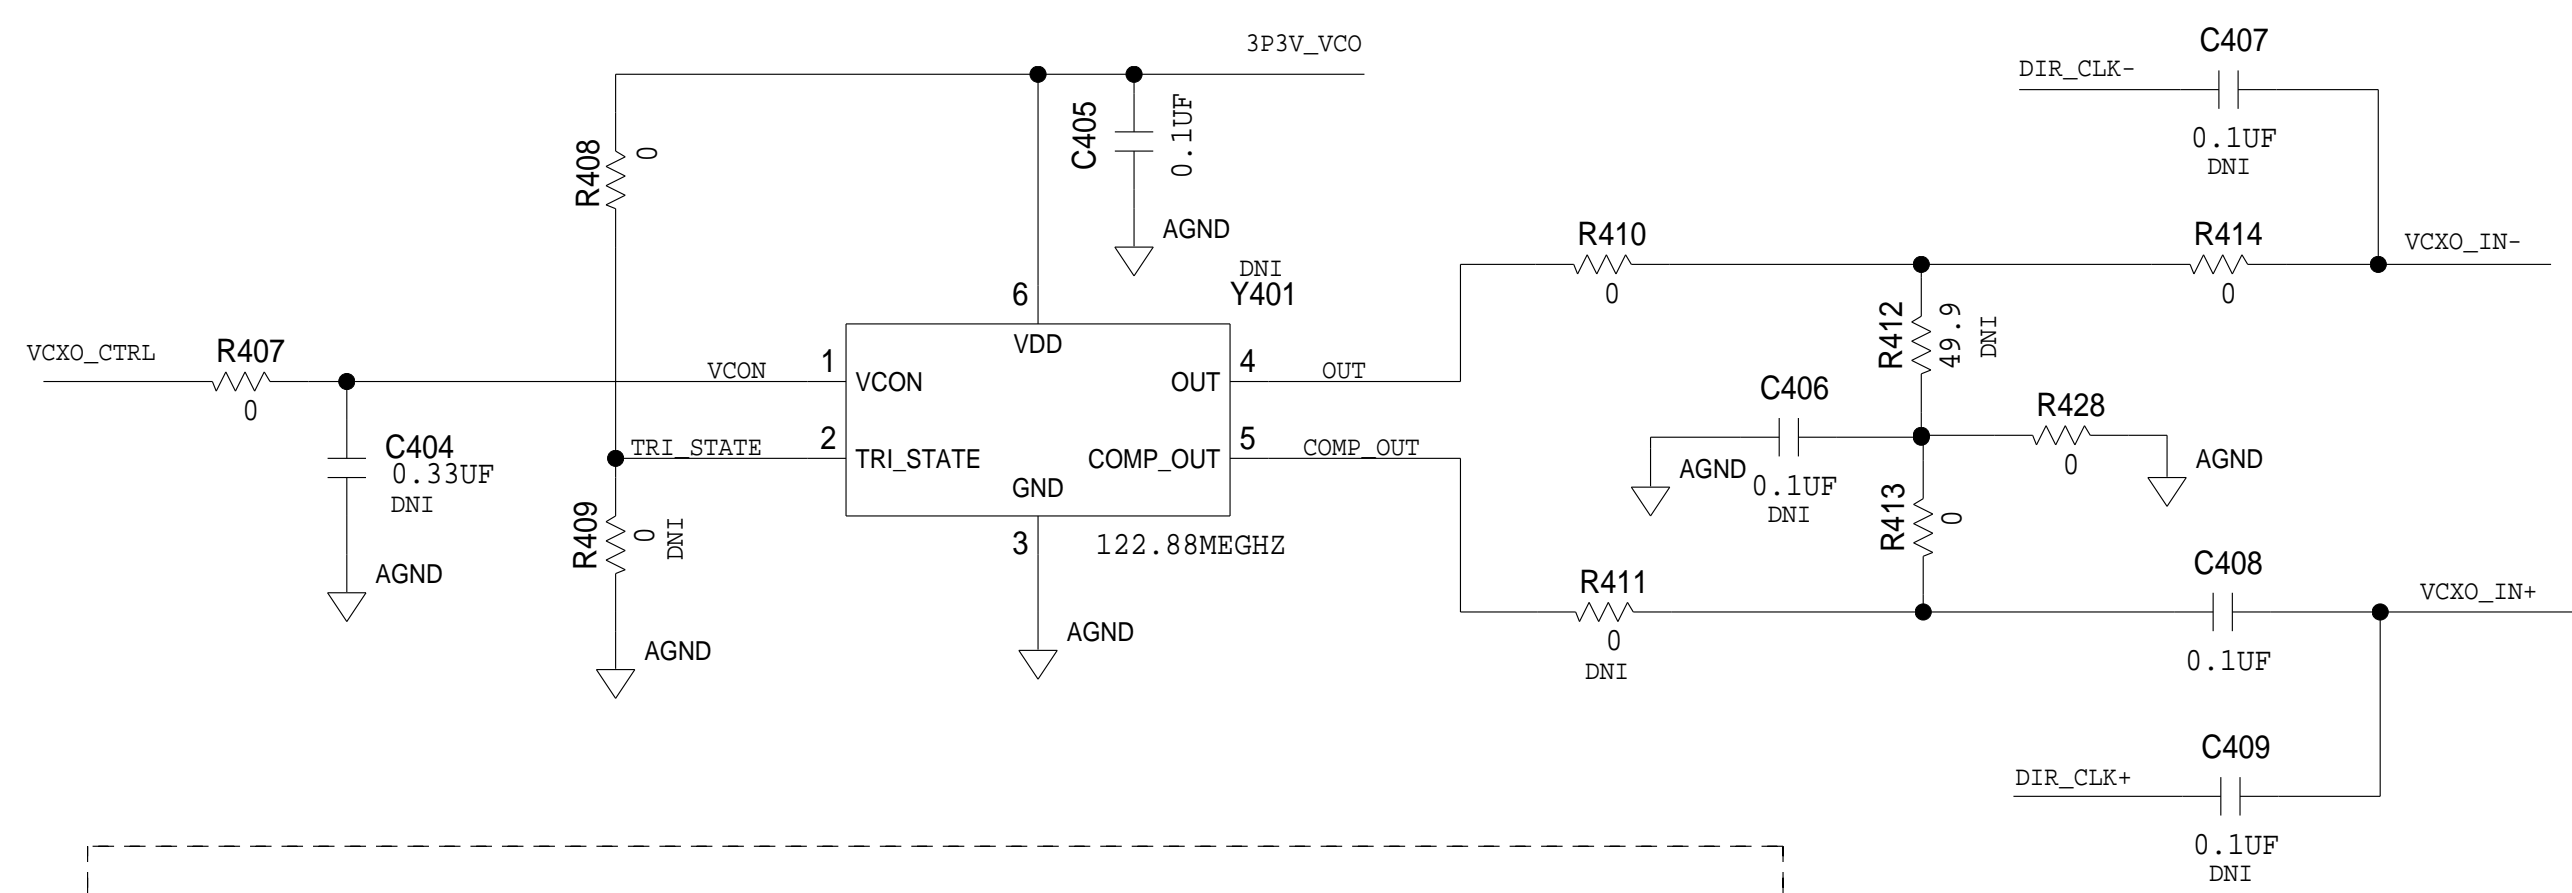 3P3V_VCO
C407
DIR_CLK-
0.1UF
DNI
R408
0
C405
0.1UF
AGND
DNI
Y401
R410
0
R414
0
VCXO_IN-
VCXO_CTRL
R407
0
C404
0.33UF
DNI
AGND
VCON
1
VCON
TRI_STATE
2
TRI_STATE
6
VDD
GND
3
AGND
122.88MEGHZ
OUT
4
OUT
COMP_OUT
5
COMP_OUT
R409
0
DNI
AGND
R412
49.9
DNI
C406
0.1UF
DNI
AGND
R428
0
AGND
R413
0
R411
0
DNI
C408
0.1UF
VCXO_IN+
C409
DIR_CLK+
0.1UF
DNI